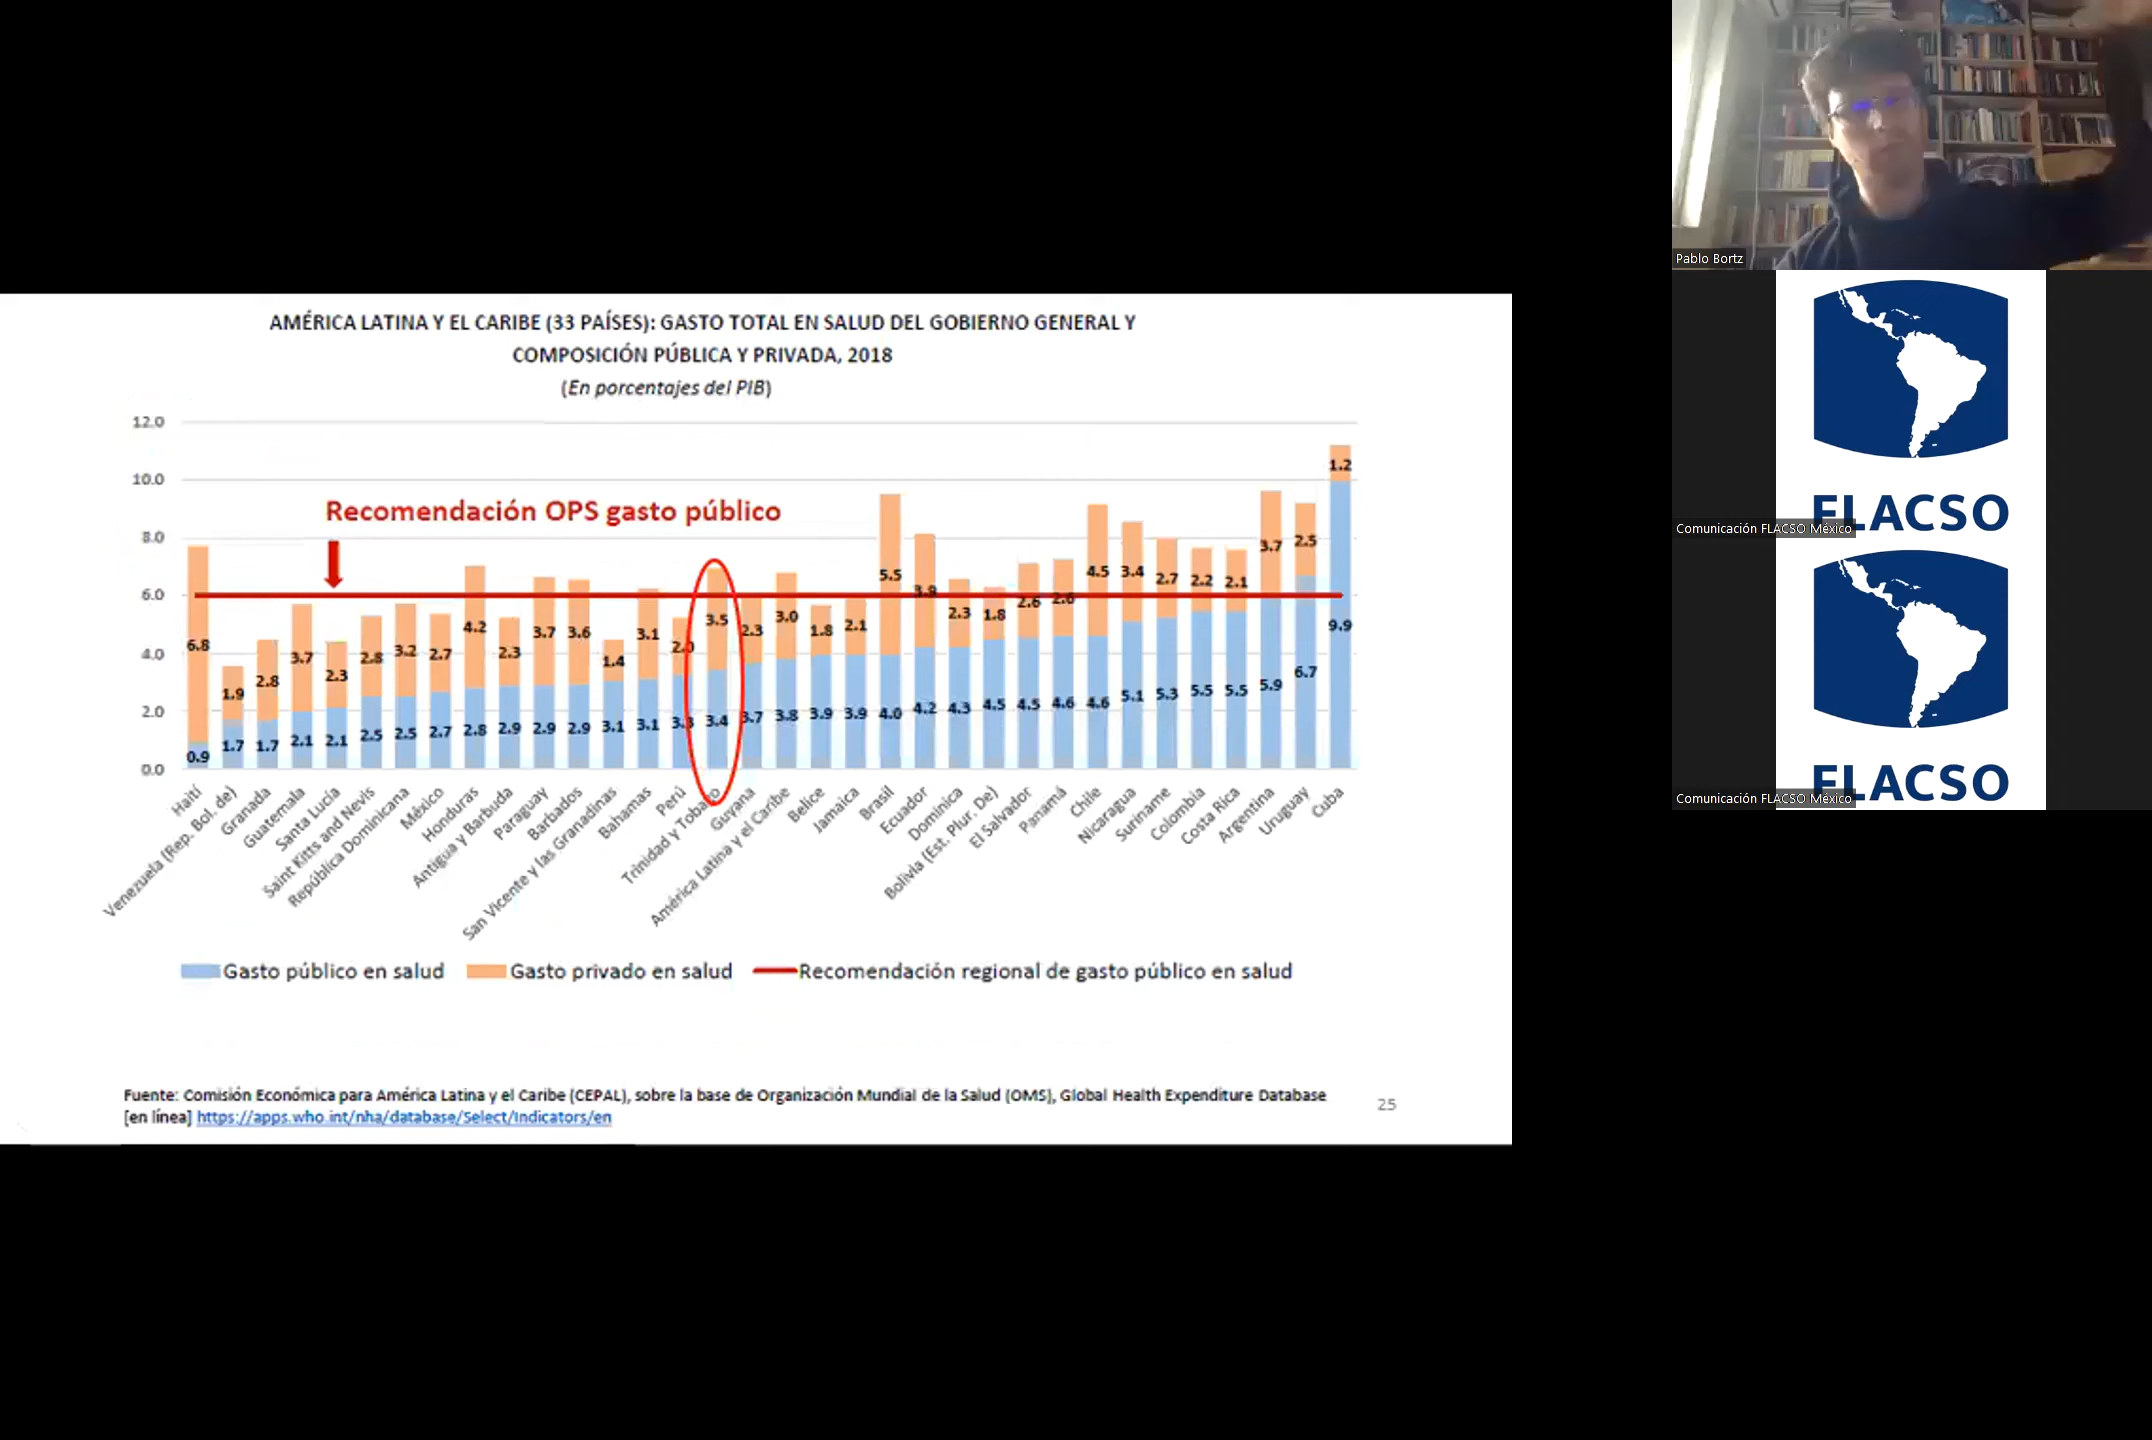 AMÉRICA LATINA Y EL CARIBE (33 PAÍSES): GASTO TOTAL EN SALUD DEL GOBIERNO GENERAL Y
COMPOSICIÓN PÚBLICA Y PRIVADA, 2018
(En porcentajes del PIB)
12.0
10.0
8.0
6.0
4.0
2.0
0.0
Recomendación OPS gasto público
6.8 1.9 2.8 3.7 2.3 2.8 3.2 2.7 4.2 2.3 3.7 3.6 1.4 3.1 2.0 3.5 2.3 3.0 1.8 2.1 5.5 3.9 2.3 1.8 2.6 2.6 4.5 3.4 2.7 2.2 2.1 3.7 2.5 1.2
0.9 1.7 1.7 2.1 2.1 2.5 2.5 2.7 2.8 2.9 2.9 2.9 3.1 3.1 3.3 3.4 3.7 3.8 3.9 3.9 4.0 4.2 4.3 4.5 4.5 4.6 4.6 5.1 5.3 5.5 5.5 5.9 6.7 9.9
Haití
Venezuela (Rep. Bol. de)
Granada
Guatemala
Santa Lucía
Saint Kitts and Nevis
República Dominicana
México
Honduras
Antigua y Barbuda
Paraguay
Barbados
San Vicente y las Granadinas
Bahamas
Perú
Trinidad y Tobago
Guyana
América Latina y el Caribe
Belice
Jamaica
Brasil
Ecuador
Dominica
Bolivia (Est. Plur. De)
El Salvador
Panamá
Chile
Nicaragua
Suriname
Colombia
Costa Rica
Argentina
Uruguay
Cuba
Gasto público en salud Gasto privado en salud Recomendación regional de gasto público en salud
Fuente: Comisión Económica para América Latina y el Caribe (CEPAL), sobre la base de Organización Mundial de la Salud (OMS), Global Health Expenditure Database
[en línea] https://apps.who.int/nha/database/Select/Indicators/en
25
Pablo Bortz
FLACSO
Comunicación FLACSO México
FLACSO
Comunicación FLACSO México